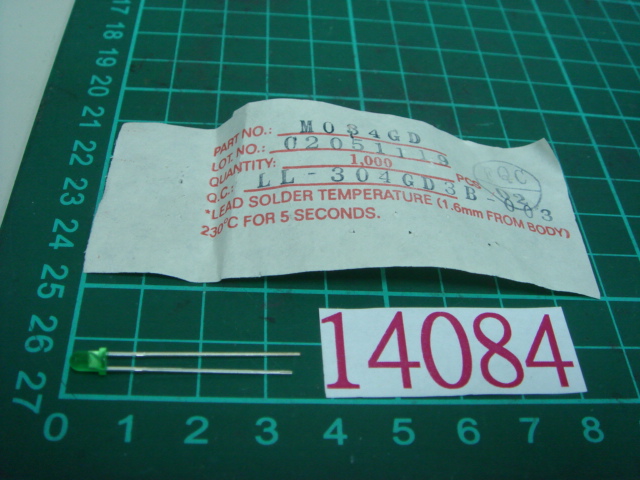 PART NO.: M034GD
LOT NO.: C2051115
QUANTITY: 1,000 PCS
Q.C.: LL-304GD3B-003
*LEAD SOLDER TEMPERATURE (1.6mm FROM BODY)
230°C FOR 5 SECONDS.
QC
92
14084
17
18
19
20
21
22
23
24
25
26
27
0 1 2 3 4 5 6 7 8